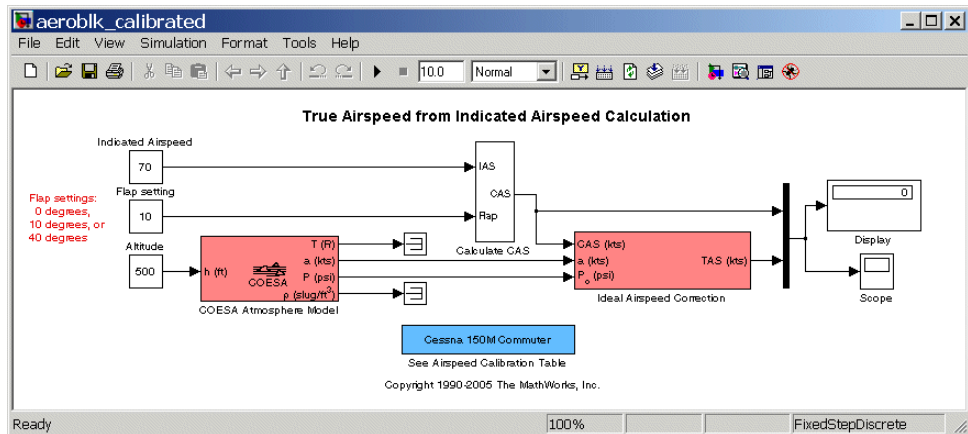 aeroblk_calibrated
File Edit View Simulation Format Tools Help
10.0 Normal
True Airspeed from Indicated Airspeed Calculation
Indicated Airspeed
70
IAS
CAS
Flap
Calculate CAS
Flap setting
10
Flap settings:
0 degrees,
10 degrees, or
40 degrees
Altitude
500
h (ft)
COESA
T (R)
a (kts)
P (psi)
ρ (slug/ft³)
COESA Atmosphere Model
CAS (kts)
a (kts)
P₀ (psi)
TAS (kts)
Ideal Airspeed Correction
0
Display
Scope
Cessna 150M Commuter
See Airspeed Calibration Table
Copyright 1990-2005 The MathWorks, Inc.
Ready 100% FixedStepDiscrete